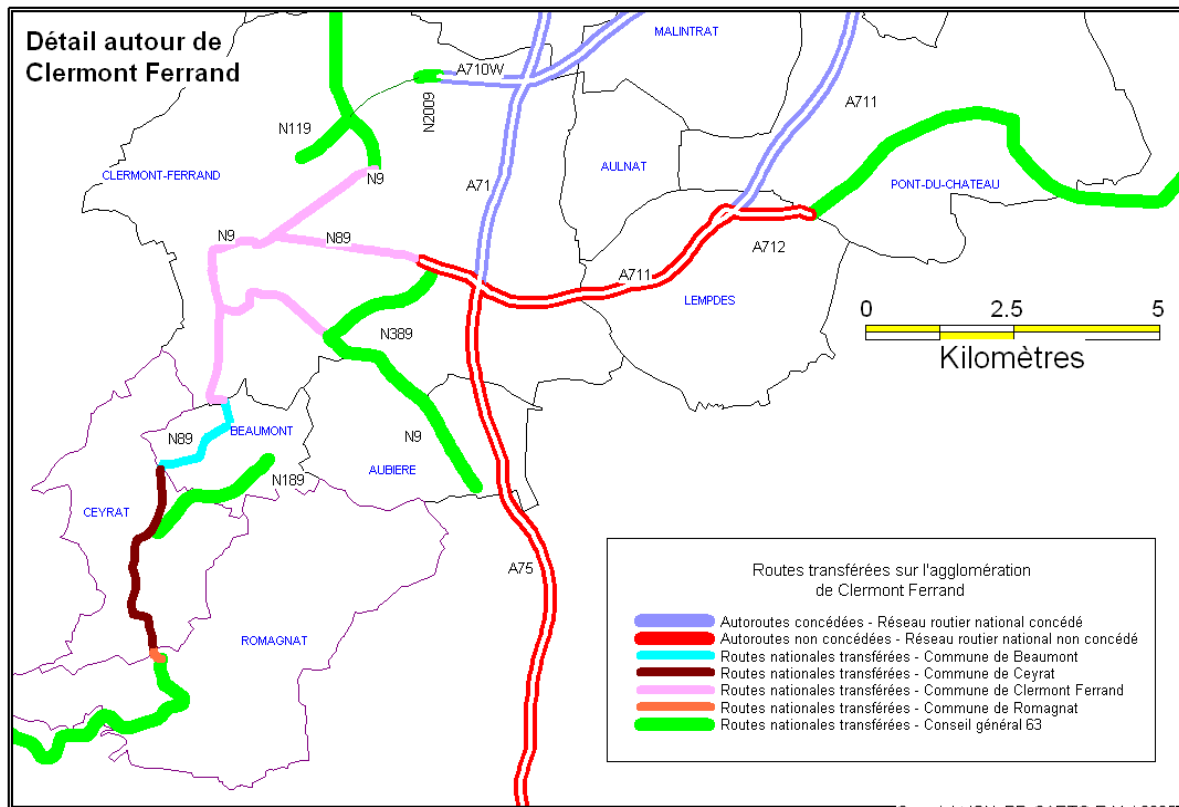 Détail autour de
Clermont Ferrand
MALINTRAT
A710W
N2009
A711
N119
CLERMONT-FERRAND
N9
A71
AULNAT
PONT-DU-CHATEAU
N9
N89
A712
A711
LEMPDES
0 2.5 5
Kilomètres
N389
N89
BEAUMONT
N9
AUBIERE
N189
CEYRAT
A75
ROMAGNAT
Routes transférées sur l'agglomération
de Clermont Ferrand
Autoroutes concédées - Réseau routier national concédé
Autoroutes non concédées - Réseau routier national non concédé
Routes nationales transférées - Commune de Beaumont
Routes nationales transférées - Commune de Ceyrat
Routes nationales transférées - Commune de Clermont Ferrand
Routes nationales transférées - Commune de Romagnat
Routes nationales transférées - Conseil général 63